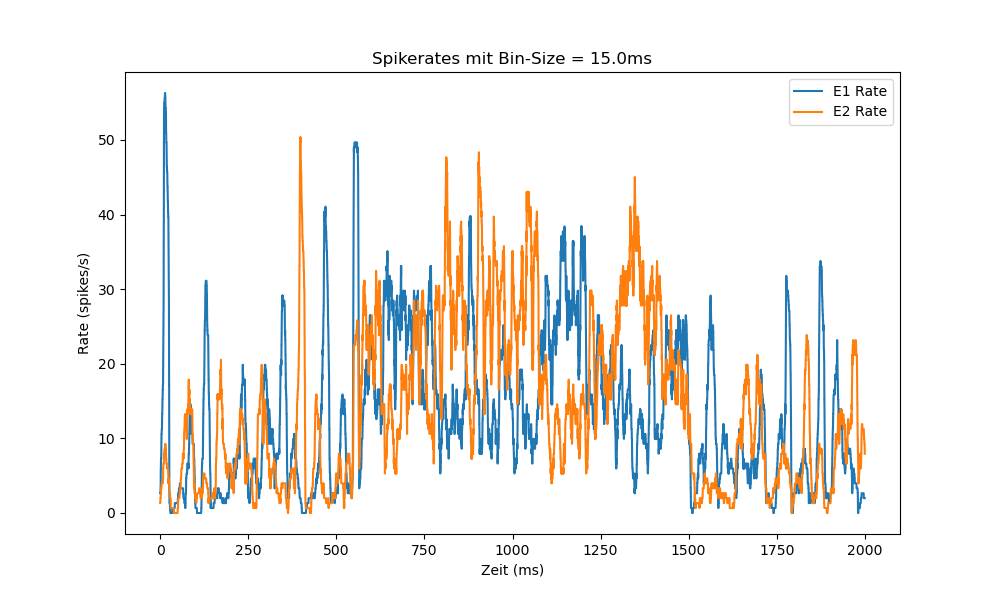 Spikerates mit Bin-Size = 15.0ms
E1 Rate
E2 Rate
Rate (spikes/s)
50
40
30
20
10
0
0 250 500 750 1000 1250 1500 1750 2000
Zeit (ms)